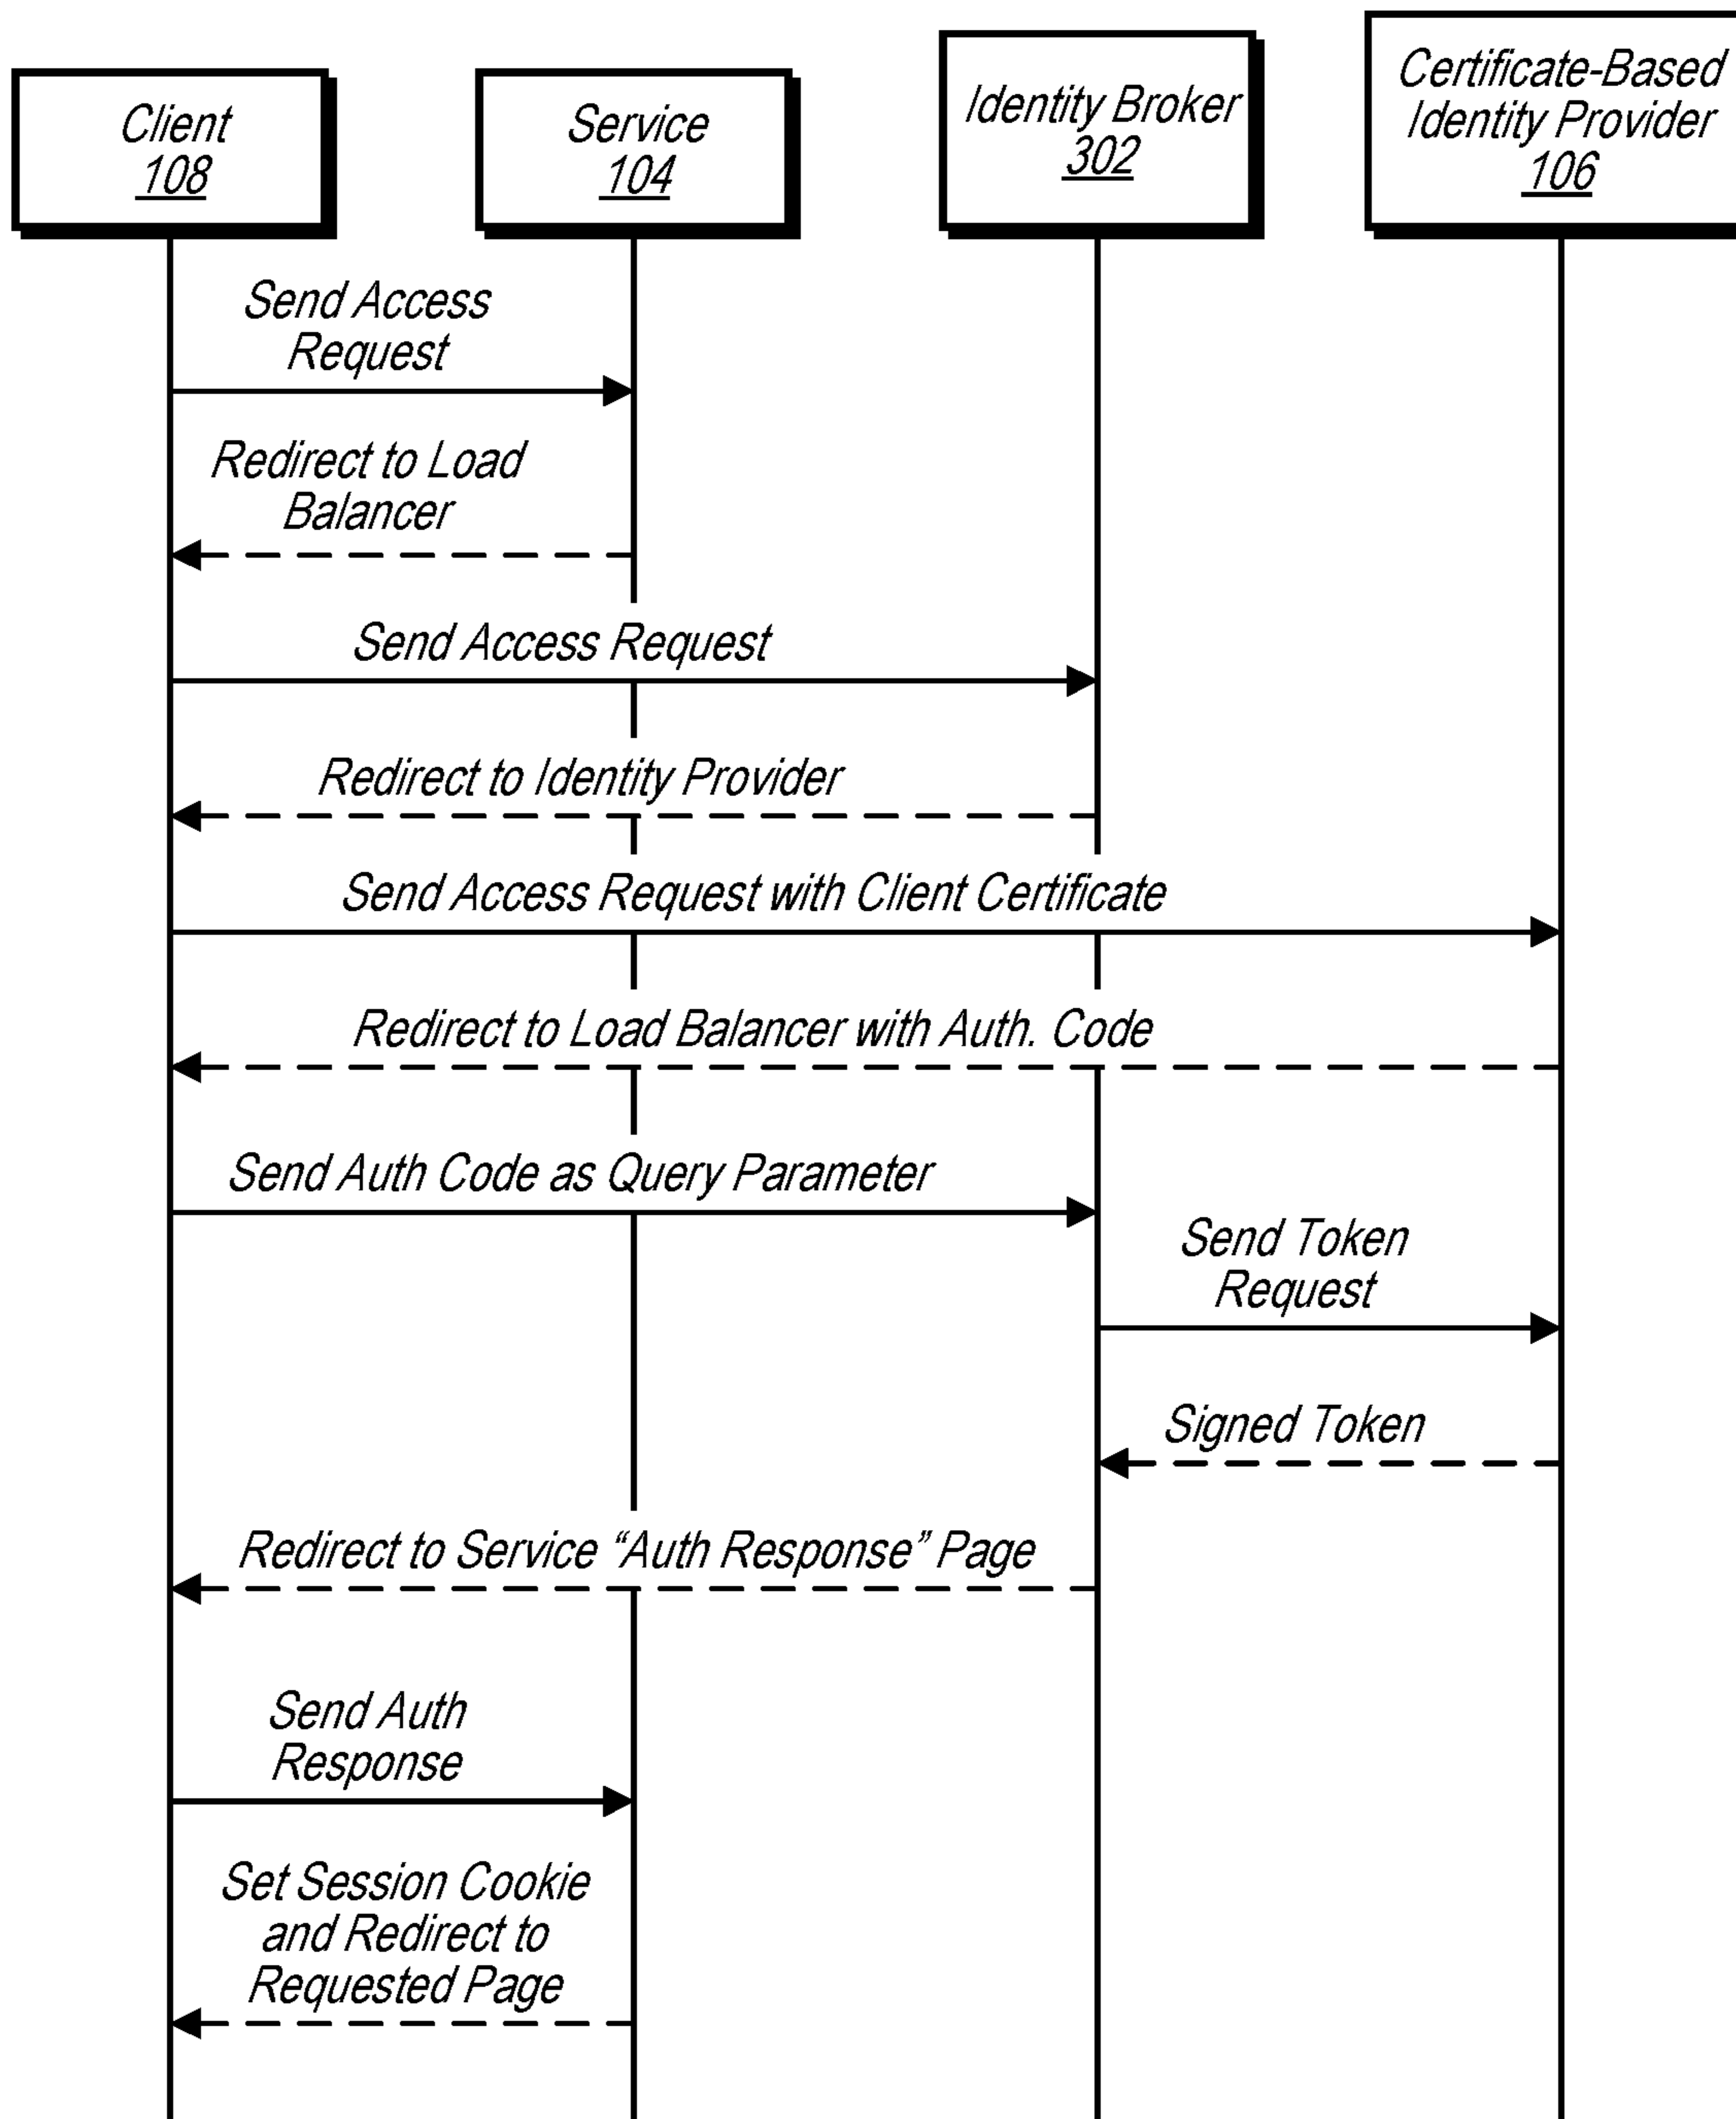 Client
108
Service
104
Identity Broker
302
Certificate-Based
Identity Provider
106
Send Access
Request
Redirect to Load
Balancer
Send Access Request
Redirect to Identity Provider
Send Access Request with Client Certificate
Redirect to Load Balancer with Auth. Code
Send Auth Code as Query Parameter
Send Token
Request
Signed Token
Redirect to Service “Auth Response” Page
Send Auth
Response
Set Session Cookie
and Redirect to
Requested Page